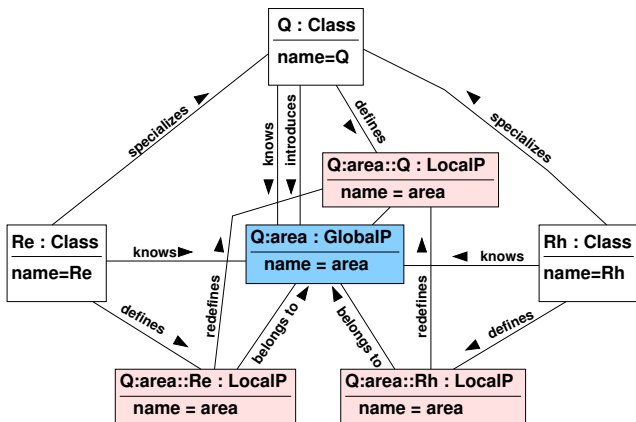 Q : Class
name=Q
specializes
knows
introduces
defines
specializes
Q:area::Q : LocalP
name = area
Re : Class
name=Re
knows
Q:area : GlobalP
name = area
knows
Rh : Class
name=Rh
defines
redefines
belongs to
belongs to
redefines
defines
Q:area::Re : LocalP
name = area
Q:area::Rh : LocalP
name = area